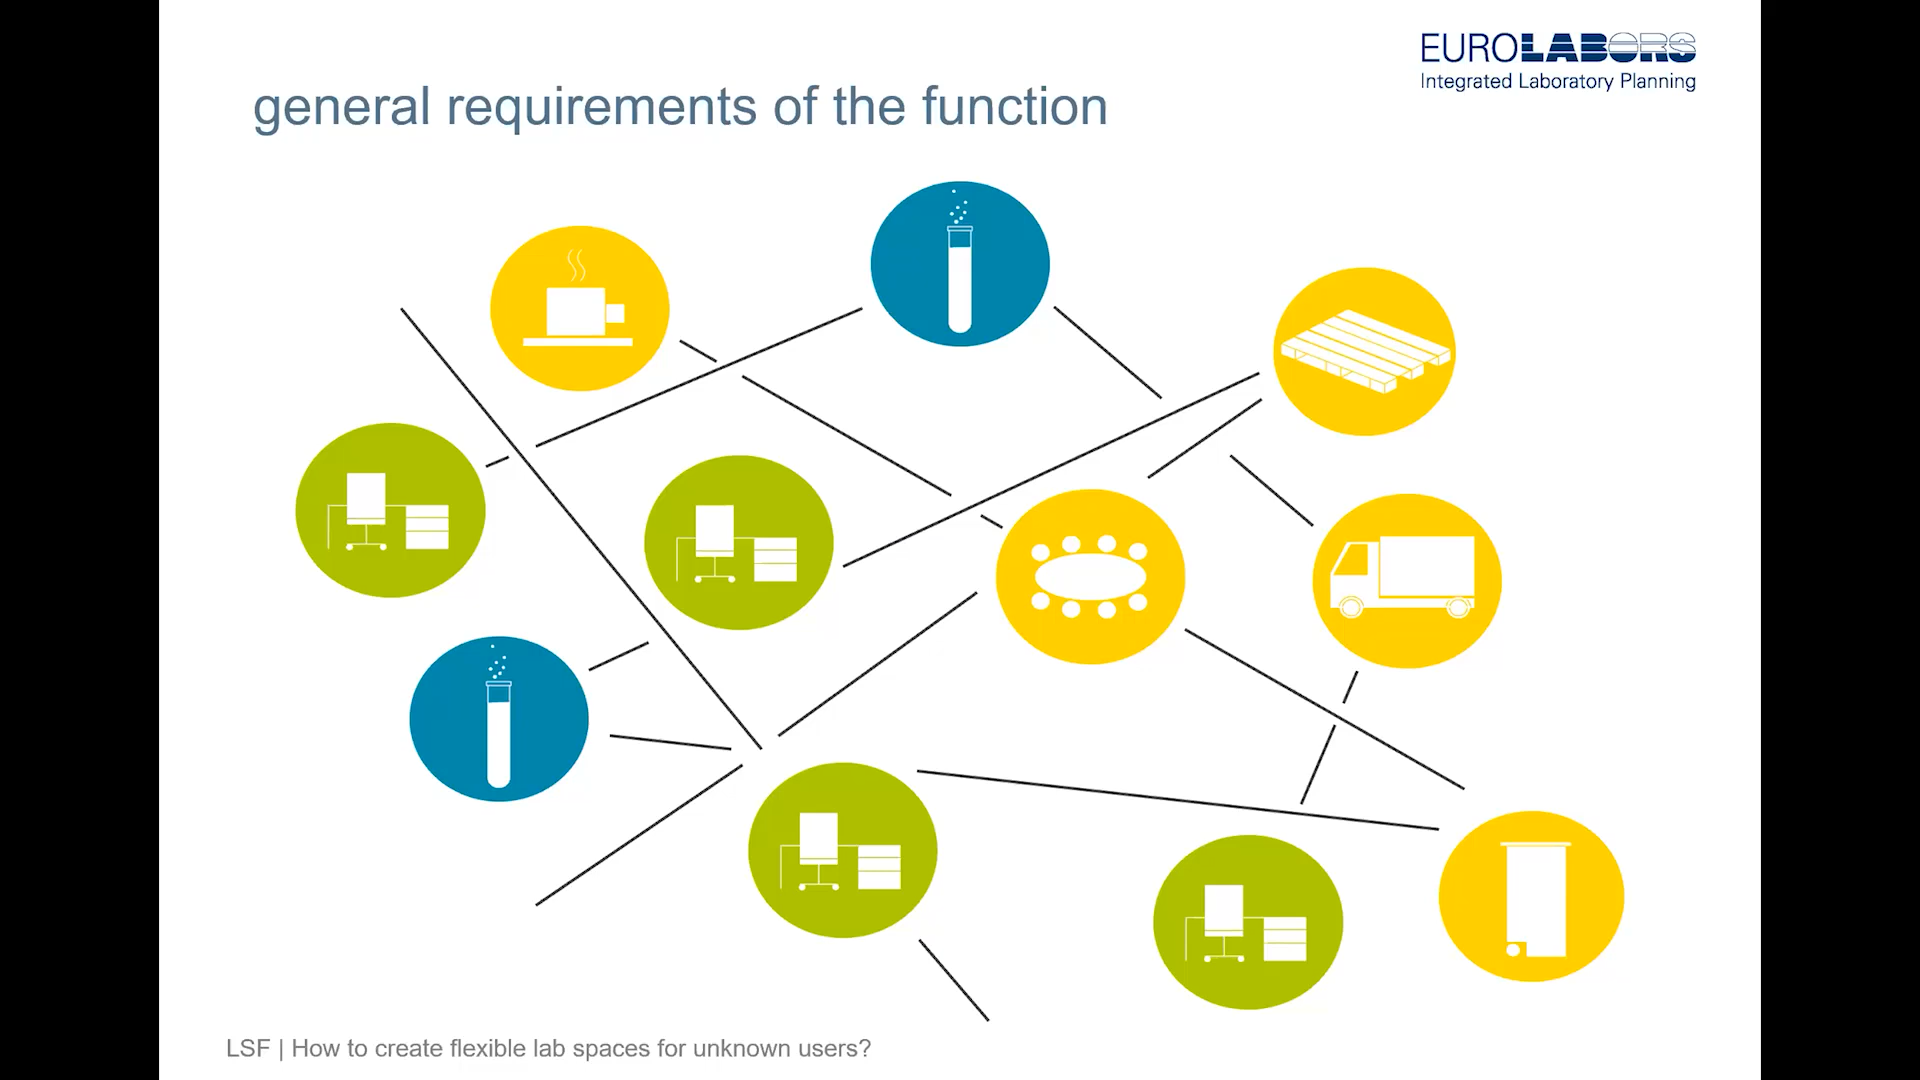 EUROLABORS
Integrated Laboratory Planning
general requirements of the function
LSF | How to create flexible lab spaces for unknown users?